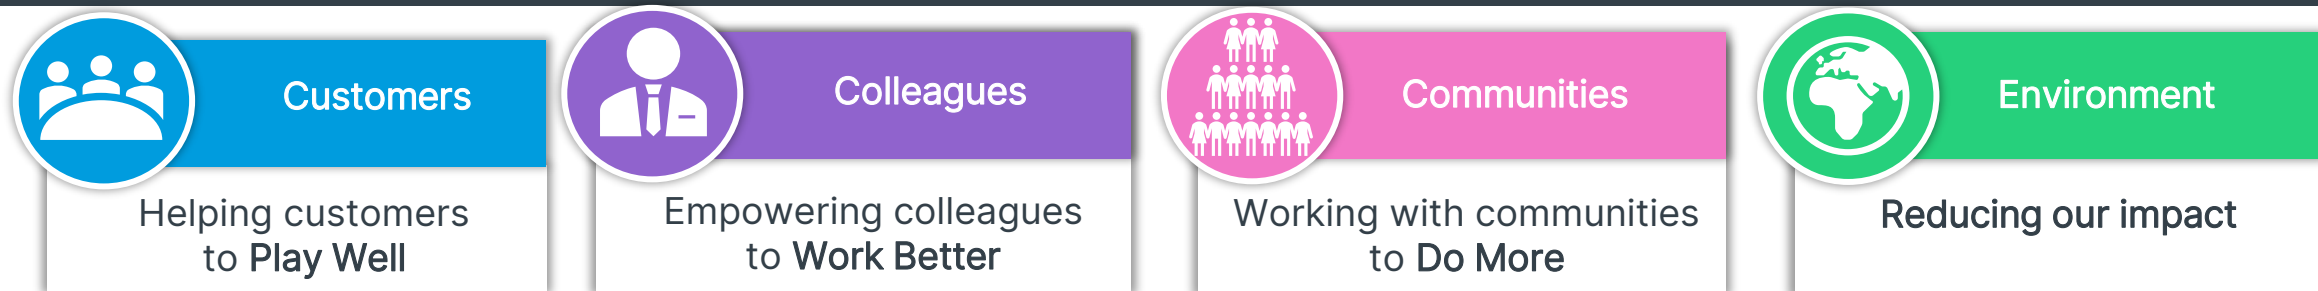 Customers
Helping customers
to Play Well
Colleagues
Empowering colleagues
to Work Better
Communities
Working with communities
to Do More
Environment
Reducing our impact